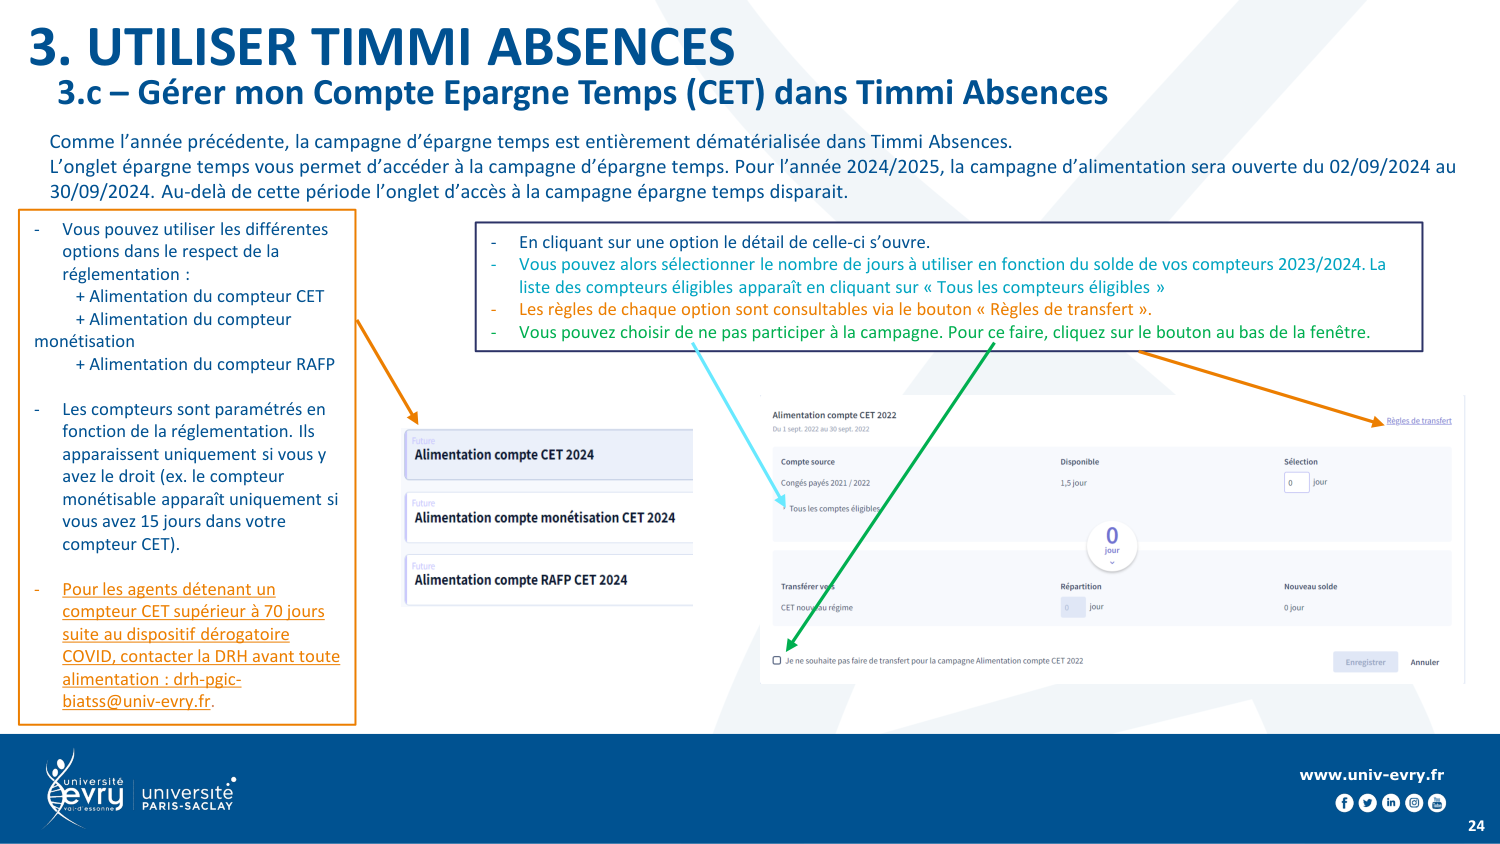 3. UTILISER TIMMI ABSENCES
3.c – Gérer mon Compte Epargne Temps (CET) dans Timmi Absences
Comme l’année précédente, la campagne d’épargne temps est entièrement dématérialisée dans Timmi Absences.
L’onglet épargne temps vous permet d’accéder à la campagne d’épargne temps. Pour l’année 2024/2025, la campagne d’alimentation sera ouverte du 02/09/2024 au
30/09/2024. Au-delà de cette période l’onglet d’accès à la campagne épargne temps disparait.
- Vous pouvez utiliser les différentes
options dans le respect de la
réglementation :
+ Alimentation du compteur CET
+ Alimentation du compteur
monétisation
+ Alimentation du compteur RAFP
- Les compteurs sont paramétrés en
fonction de la réglementation. Ils
apparaissent uniquement si vous y
avez le droit (ex. le compteur
monétisable apparaît uniquement si
vous avez 15 jours dans votre
compteur CET).
- Pour les agents détenant un
compteur CET supérieur à 70 jours
suite au dispositif dérogatoire
COVID, contacter la DRH avant toute
alimentation : drh-pgic-
biatss@univ-evry.fr.
- En cliquant sur une option le détail de celle-ci s’ouvre.
- Vous pouvez alors sélectionner le nombre de jours à utiliser en fonction du solde de vos compteurs 2023/2024. La
liste des compteurs éligibles apparaît en cliquant sur « Tous les compteurs éligibles »
- Les règles de chaque option sont consultables via le bouton « Règles de transfert ».
- Vous pouvez choisir de ne pas participer à la campagne. Pour ce faire, cliquez sur le bouton au bas de la fenêtre.
Future
Alimentation compte CET 2024
Future
Alimentation compte monétisation CET 2024
Future
Alimentation compte RAFP CET 2024
Alimentation compte CET 2022
Du 1 sept. 2022 au 30 sept. 2022
Règles de transfert
Compte source Disponible Sélection
Congés payés 2021 / 2022 1,5 jour 0 jour
Tous les comptes éligibles
0
jour
Transférer vers Répartition Nouveau solde
CET nouveau régime 0 jour 0 jour
Je ne souhaite pas faire de transfert pour la campagne Alimentation compte CET 2022
Enregistrer Annuler
université
evry
val-d'essonne
université
PARIS-SACLAY
www.univ-evry.fr
24